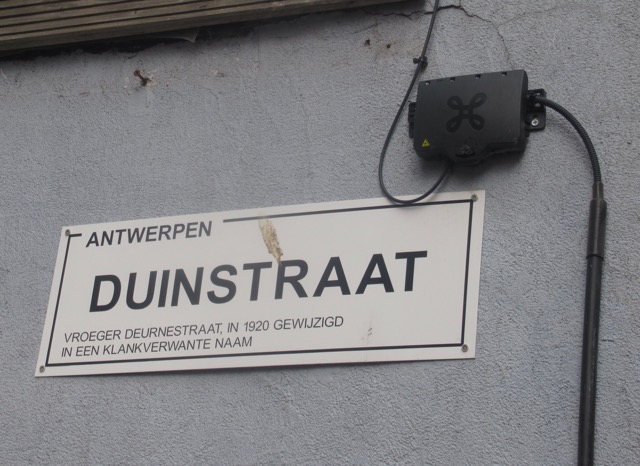 ANTWERPEN
DUINSTRAAT
VROEGER DEURNESTRAAT, IN 1920 GEWIJZIGD
IN EEN KLANKVERWANTE NAAM